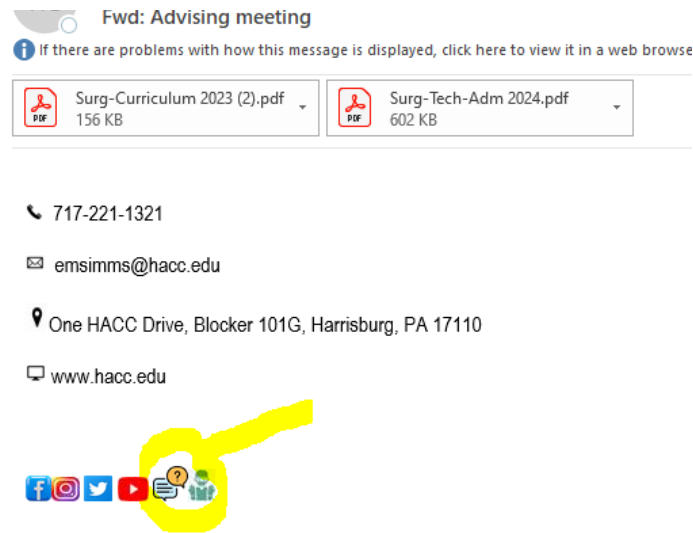 Fwd: Advising meeting
If there are problems with how this message is displayed, click here to view it in a web browse
Surg-Curriculum 2023 (2).pdf
156 KB
Surg-Tech-Adm 2024.pdf
602 KB
PDF
PDF
717-221-1321
emsimms@hacc.edu
One HACC Drive, Blocker 101G, Harrisburg, PA 17110
www.hacc.edu